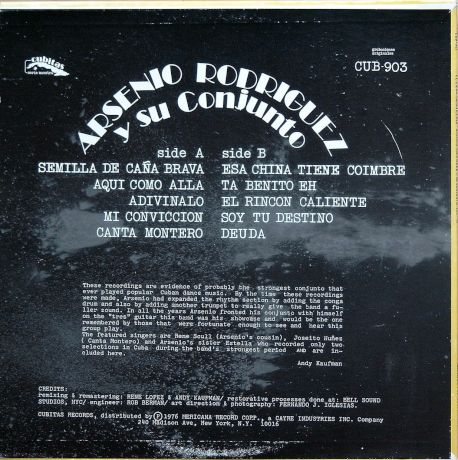 cubitas
grabaciones
originales
CUB-903
ARSENIO RODRIGUEZ
y su Conjunto
side A
SEMILLA DE CAÑA BRAVA
AQUI COMO ALLA
ADIVINALO
MI CONVICCION
CANTA MONTERO
side B
ESA CHINA TIENE COIMBRE
TA BENITO EH
EL RINCON CALIENTE
SOY TU DESTINO
DEUDA
These recordings are evidence of probably the strongest conjunto that
ever played popular Cuban dance music. By the time these recordings
were made, Arsenio had expanded the rhythm section by adding the conga
drum and also by adding another trumpet to really give the band a fu-
ller sound. In all the years Arsenio fronted his conjunto with himself
on the "tres" guitar this band was his showcase and would be the one
remembered by those that were fortunate enough to see and hear this
group play.
The featured singers are Rene Scull (Arsenio's cousin), Joseito Nuñes
( Canta Montero) and Arsenio's sister Estella who recorded only two
selections in Cuba during the band's strongest period AND are in-
cluded here.
Andy Kaufman
CREDITS:
remixing & remastering: RENE LOPEZ & ANDY KAUFMAN/ restorative processes done at: BELL SOUND
STUDIOS, NYC/ engineer: ROB BERMAN/ art direction & photography: FERNANDO J. IGLESIAS.
CUBITAS RECORDS, distributed by Ⓟ 1976 MERICANA RECORD CORP., a CAYRE INDUSTRIES INC. Company
240 Madison Ave, New York, N.Y. 10016